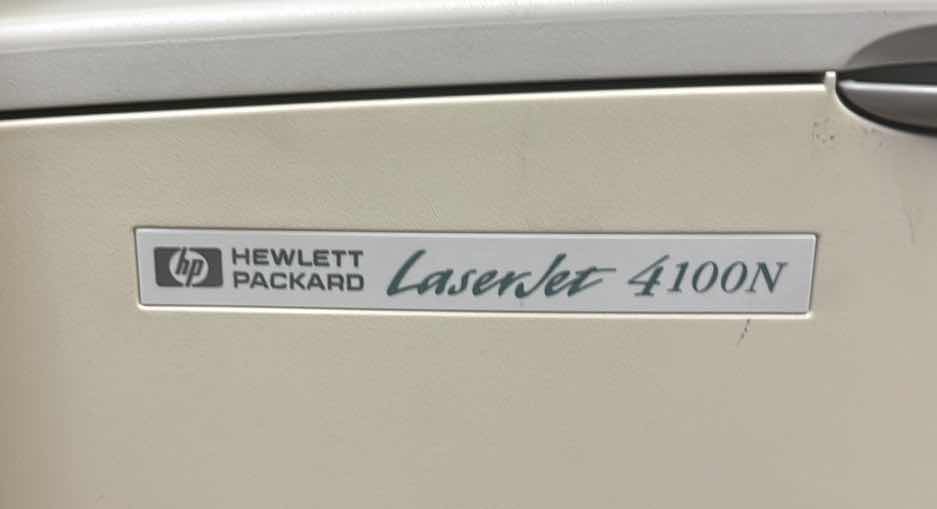 hp HEWLETT PACKARD LaserJet 4100N